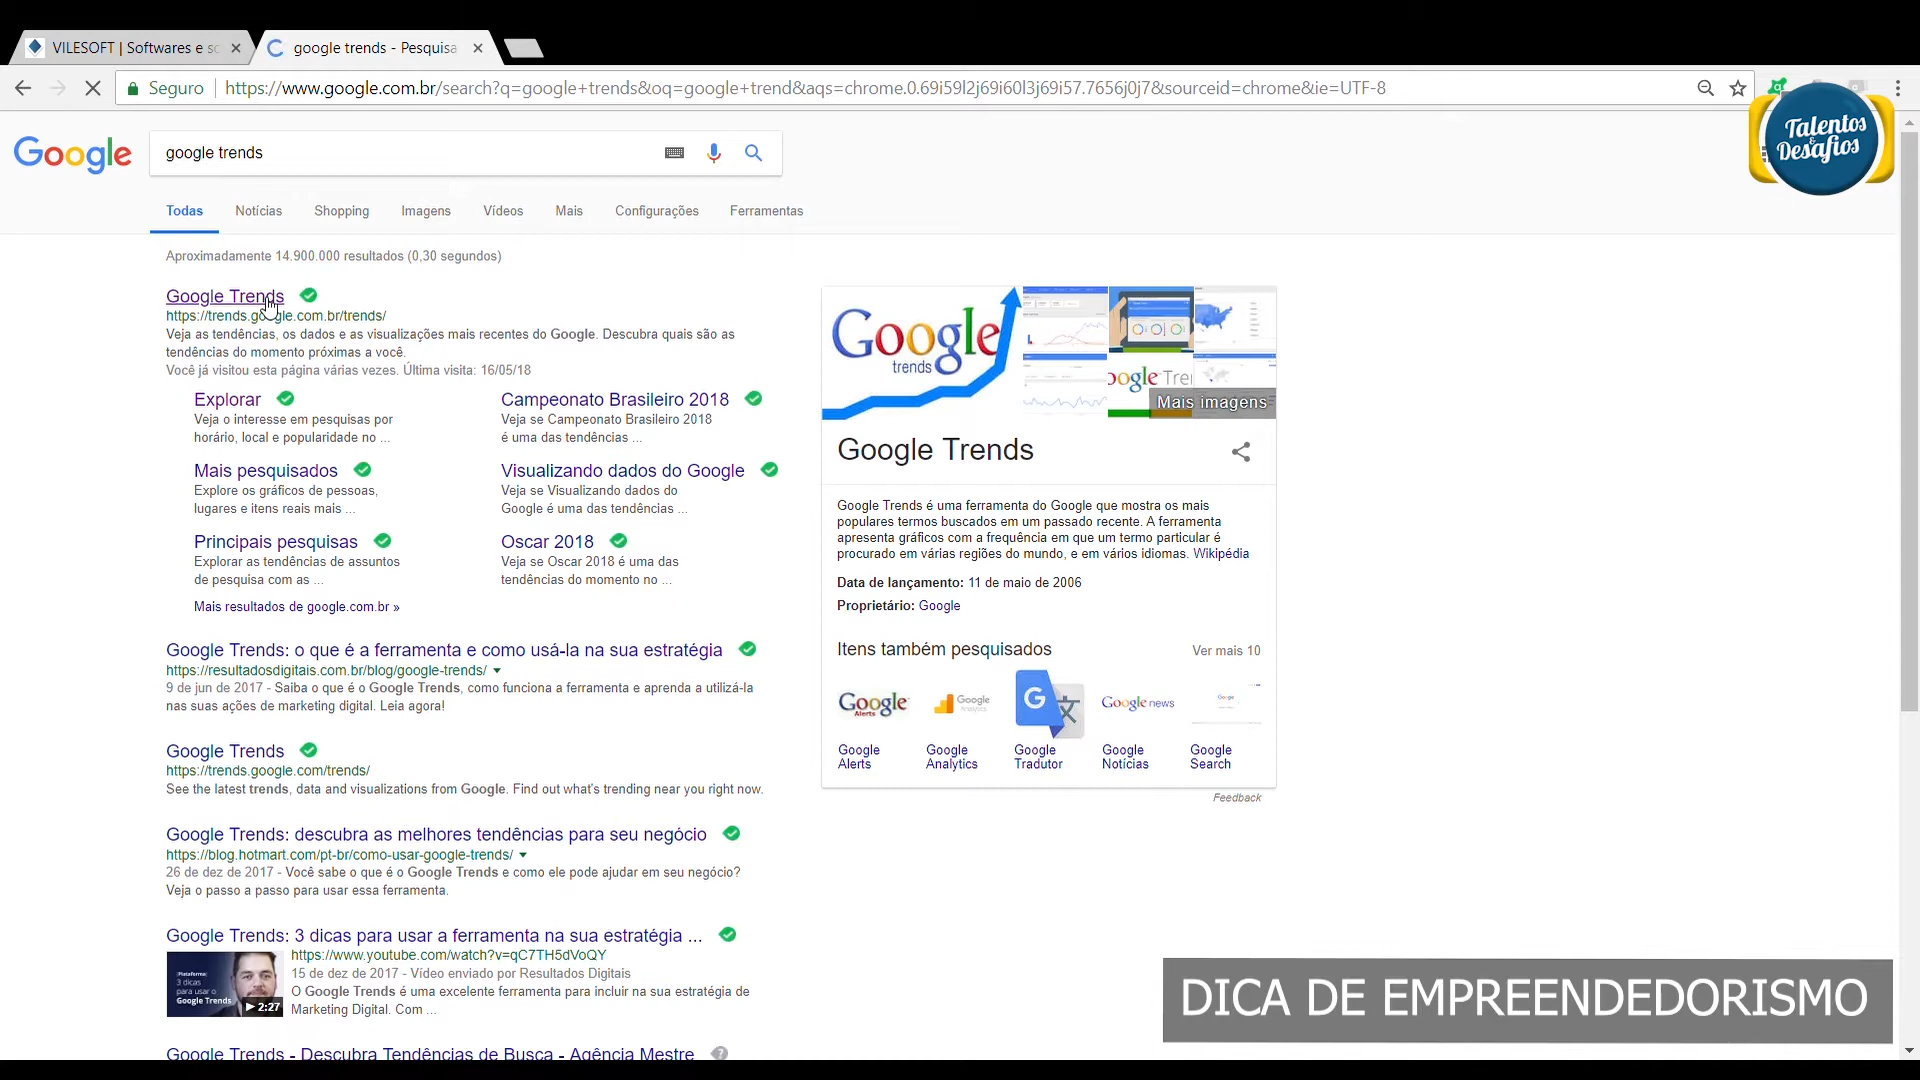 VILESOFT | Softwares e sc
google trends - Pesquisa
Seguro
https://www.google.com.br/search?q=google+trends&oq=google+trend&aqs=chrome.0.69i59l2j69i60l3j69i57.7656j0j7&sourceid=chrome&ie=UTF-8
Talentos
& Desafios
Google
google trends
Todas Notícias Shopping Imagens Vídeos Mais Configurações Ferramentas
Aproximadamente 14.900.000 resultados (0,30 segundos)
Google Trends
https://trends.google.com.br/trends/
Veja as tendências, os dados e as visualizações mais recentes do Google. Descubra quais são as
tendências do momento próximas a você.
Você já visitou esta página várias vezes. Última visita: 16/05/18
Explorar
Veja o interesse em pesquisas por
horário, local e popularidade no ...
Campeonato Brasileiro 2018
Veja se Campeonato Brasileiro 2018
é uma das tendências ...
Mais pesquisados
Explore os gráficos de pessoas,
lugares e itens reais mais ...
Visualizando dados do Google
Veja se Visualizando dados do
Google é uma das tendências ...
Principais pesquisas
Explorar as tendências de assuntos
de pesquisa com as ...
Oscar 2018
Veja se Oscar 2018 é uma das
tendências do momento no ...
Mais resultados de google.com.br »
Google Trends: o que é a ferramenta e como usá-la na sua estratégia
https://resultadosdigitais.com.br/blog/google-trends/
9 de jun de 2017 - Saiba o que é o Google Trends, como funciona a ferramenta e aprenda a utilizá-la
nas suas ações de marketing digital. Leia agora!
Google Trends
https://trends.google.com/trends/
See the latest trends, data and visualizations from Google. Find out what's trending near you right now.
Google Trends: descubra as melhores tendências para seu negócio
https://blog.hotmart.com/pt-br/como-usar-google-trends/
26 de dez de 2017 - Você sabe o que é o Google Trends e como ele pode ajudar em seu negócio?
Veja o passo a passo para usar essa ferramenta.
Google Trends: 3 dicas para usar a ferramenta na sua estratégia ...
|Plataforma|
3 dicas
para usar o
Google Trends
2:27
https://www.youtube.com/watch?v=qC7TH5dVoQY
15 de dez de 2017 - Vídeo enviado por Resultados Digitais
O Google Trends é uma excelente ferramenta para incluir na sua estratégia de
Marketing Digital. Com ...
Google Trends - Descubra Tendências de Busca - Agência Mestre
Google
trends
oogle Tre
Mais imagens
Google Trends
Google Trends é uma ferramenta do Google que mostra os mais
populares termos buscados em um passado recente. A ferramenta
apresenta gráficos com a frequência em que um termo particular é
procurado em várias regiões do mundo, e em vários idiomas. Wikipédia
Data de lançamento: 11 de maio de 2006
Proprietário: Google
Itens também pesquisados
Ver mais 10
Google
Alerts
Google
Analytics
G
Google news
Google
Google
Alerts
Google
Analytics
Google
Tradutor
Google
Notícias
Google
Search
Feedback
DICA DE EMPREENDEDORISMO